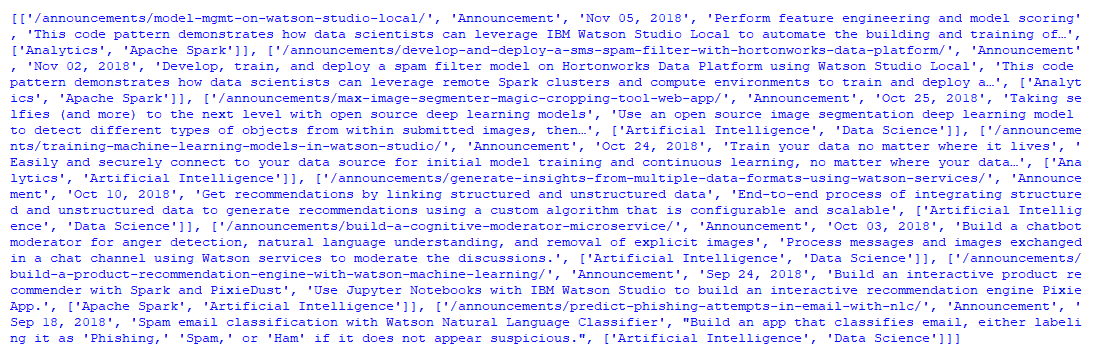 [['/announcements/model-mgmt-on-watson-studio-local/', 'Announcement', 'Nov 05, 2018', 'Perform feature engineering and model scoring'
, 'This code pattern demonstrates how data scientists can leverage IBM Watson Studio Local to automate the building and training of…',
['Analytics', 'Apache Spark']], ['/announcements/develop-and-deploy-a-sms-spam-filter-with-hortonworks-data-platform/', 'Announcement'
, 'Nov 02, 2018', 'Develop, train, and deploy a spam filter model on Hortonworks Data Platform using Watson Studio Local', 'This code
pattern demonstrates how data scientists can leverage remote Spark clusters and compute environments to train and deploy a…', ['Analyt
ics', 'Apache Spark']], ['/announcements/max-image-segmenter-magic-cropping-tool-web-app/', 'Announcement', 'Oct 25, 2018', 'Taking se
lfies (and more) to the next level with open source deep learning models', 'Use an open source image segmentation deep learning model
to detect different types of objects from within submitted images, then…', ['Artificial Intelligence', 'Data Science']], ['/announceme
nts/training-machine-learning-models-in-watson-studio/', 'Announcement', 'Oct 24, 2018', 'Train your data no matter where it lives', '
Easily and securely connect to your data source for initial model training and continuous learning, no matter where your data…', ['Ana
lytics', 'Artificial Intelligence']], ['/announcements/generate-insights-from-multiple-data-formats-using-watson-services/', 'Announce
ment', 'Oct 10, 2018', 'Get recommendations by linking structured and unstructured data', 'End-to-end process of integrating structure
d and unstructured data to generate recommendations using a custom algorithm that is configurable and scalable', ['Artificial Intellig
ence', 'Data Science']], ['/announcements/build-a-cognitive-moderator-microservice/', 'Announcement', 'Oct 03, 2018', 'Build a chatbot
moderator for anger detection, natural language understanding, and removal of explicit images', 'Process messages and images exchanged
in a chat channel using Watson services to moderate the discussions.', ['Artificial Intelligence', 'Data Science']], ['/announcements/
build-a-product-recommendation-engine-with-watson-machine-learning/', 'Announcement', 'Sep 24, 2018', 'Build an interactive product re
commender with Spark and PixieDust', 'Use Jupyter Notebooks with IBM Watson Studio to build an interactive recommendation engine Pixie
App.', ['Apache Spark', 'Artificial Intelligence']], ['/announcements/predict-phishing-attempts-in-email-with-nlc/', 'Announcement', '
Sep 18, 2018', 'Spam email classification with Watson Natural Language Classifier', "Build an app that classifies email, either labeli
ng it as 'Phishing,' 'Spam,' or 'Ham' if it does not appear suspicious.", ['Artificial Intelligence', 'Data Science']]]